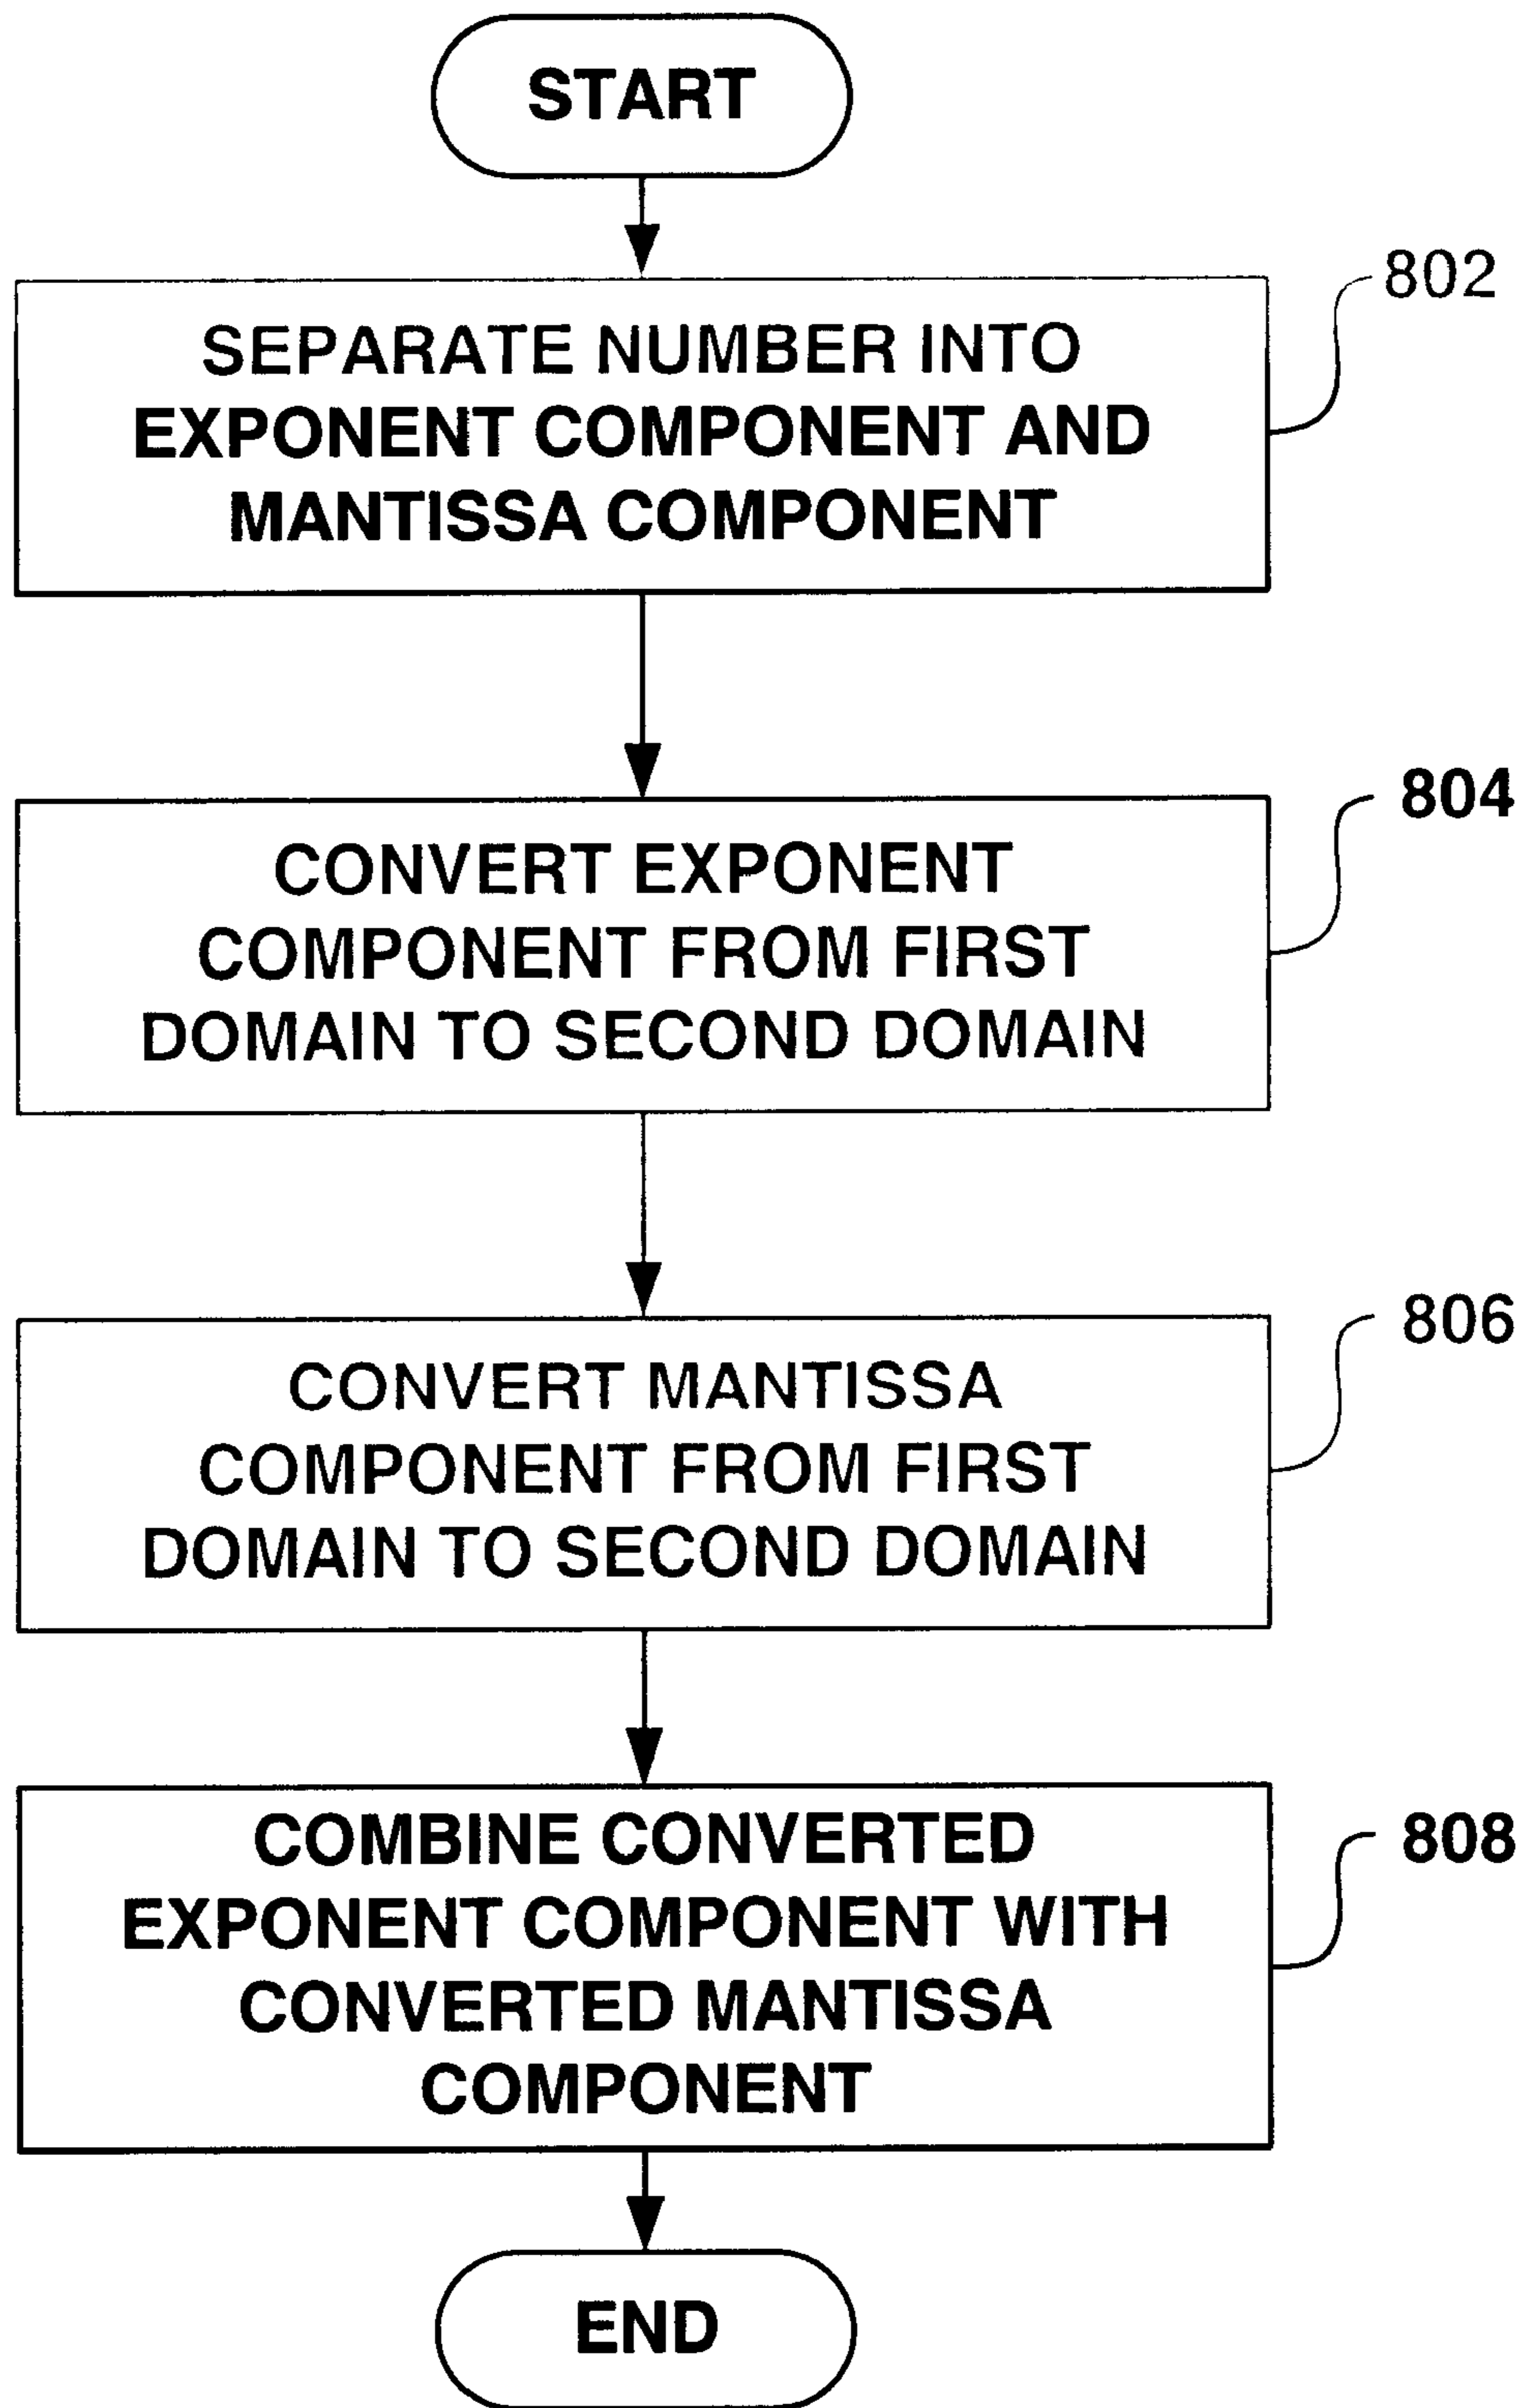 START
802
SEPARATE NUMBER INTO
EXPONENT COMPONENT AND
MANTISSA COMPONENT
804
CONVERT EXPONENT
COMPONENT FROM FIRST
DOMAIN TO SECOND DOMAIN
806
CONVERT MANTISSA
COMPONENT FROM FIRST
DOMAIN TO SECOND DOMAIN
808
COMBINE CONVERTED
EXPONENT COMPONENT WITH
CONVERTED MANTISSA
COMPONENT
END